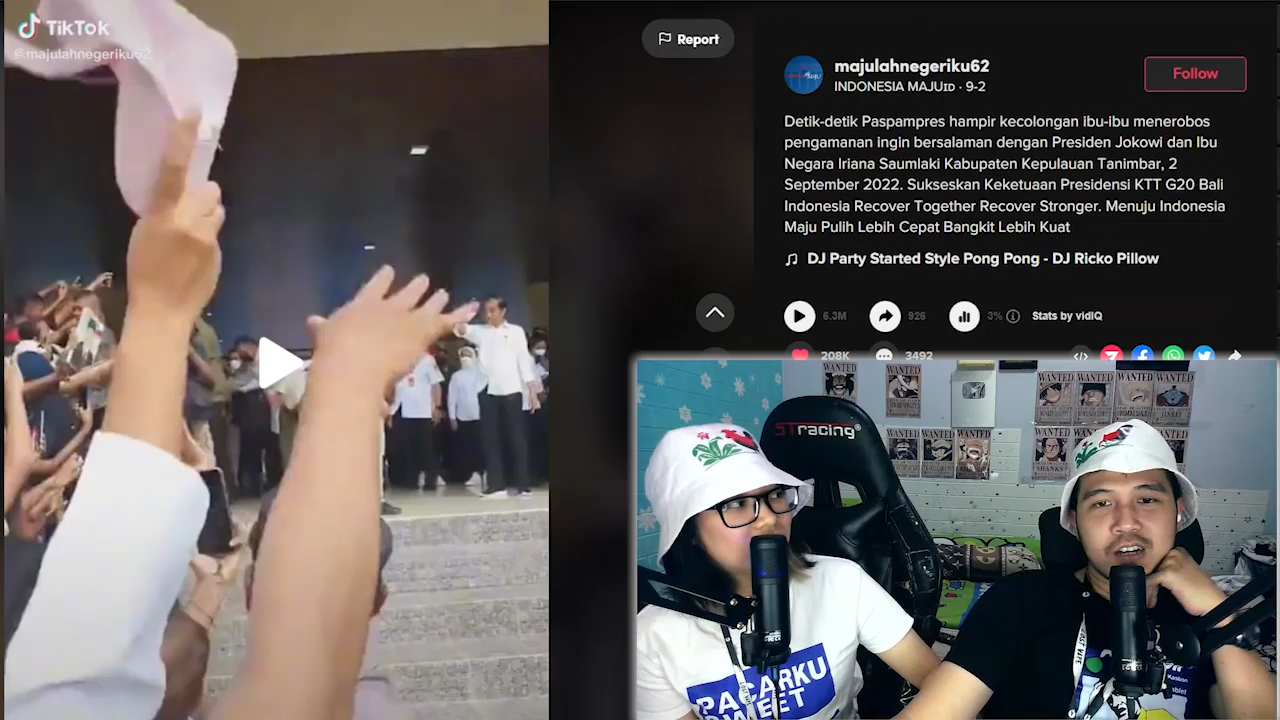 TikTok
@majulahnegeriku62
Report
majulahnegeriku62
INDONESIA MAJUID · 9-2
Follow
Detik-detik Paspampres hampir kecolongan ibu-ibu menerobos
pengamanan ingin bersalaman dengan Presiden Jokowi dan Ibu
Negara Iriana Saumlaki Kabupaten Kepulauan Tanimbar, 2
September 2022. Sukseskan Keketuaan Presidensi KTT G20 Bali
Indonesia Recover Together Recover Stronger. Menuju Indonesia
Maju Pulih Lebih Cepat Bangkit Lebih Kuat
DJ Party Started Style Pong Pong - DJ Ricko Pillow
6.3M
926
3%
Stats by vidIQ
208K
3492
WANTED
WANTED
WANTED
WANTED
WANTED
WANTED
WANTED
WANTED
WANTED
WANTED
SHANKS
STracing®
PACARKU
SWEET